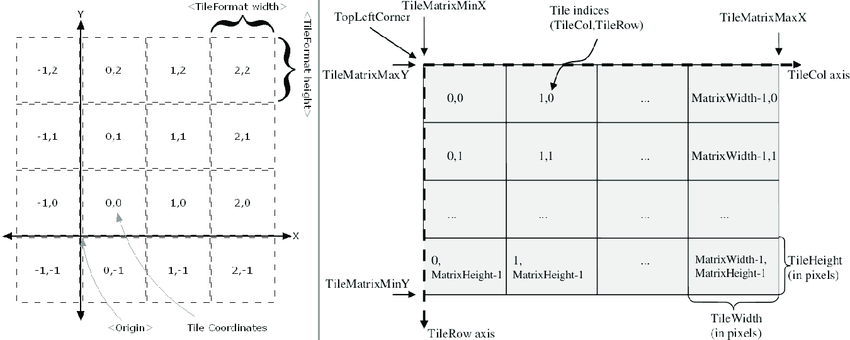 <TileFormat width>
Y
<TileFormat height>
-1,2 0,2 1,2 2,2
-1,1 0,1 1,1 2,1
-1,0 0,0 1,0 2,0
X
-1,-1 0,-1 1,-1 2,-1
<Origin> Tile Coordinates
TileMatrixMinX
Tile indices
(TileCol,TileRow)
TopLeftCorner
TileMatrixMaxX
TileMatrixMaxY
TileCol axis
0,0 1,0 ... MatrixWidth-1,0
0,1 1,1 ... MatrixWidth-1,1
... ... ... ...
0,
MatrixHeight-1
1,
MatrixHeight-1
...
MatrixWidth-1,
MatrixHeight-1
TileHeight
(in pixels)
TileMatrixMinY
TileWidth
(in pixels)
TileRow axis